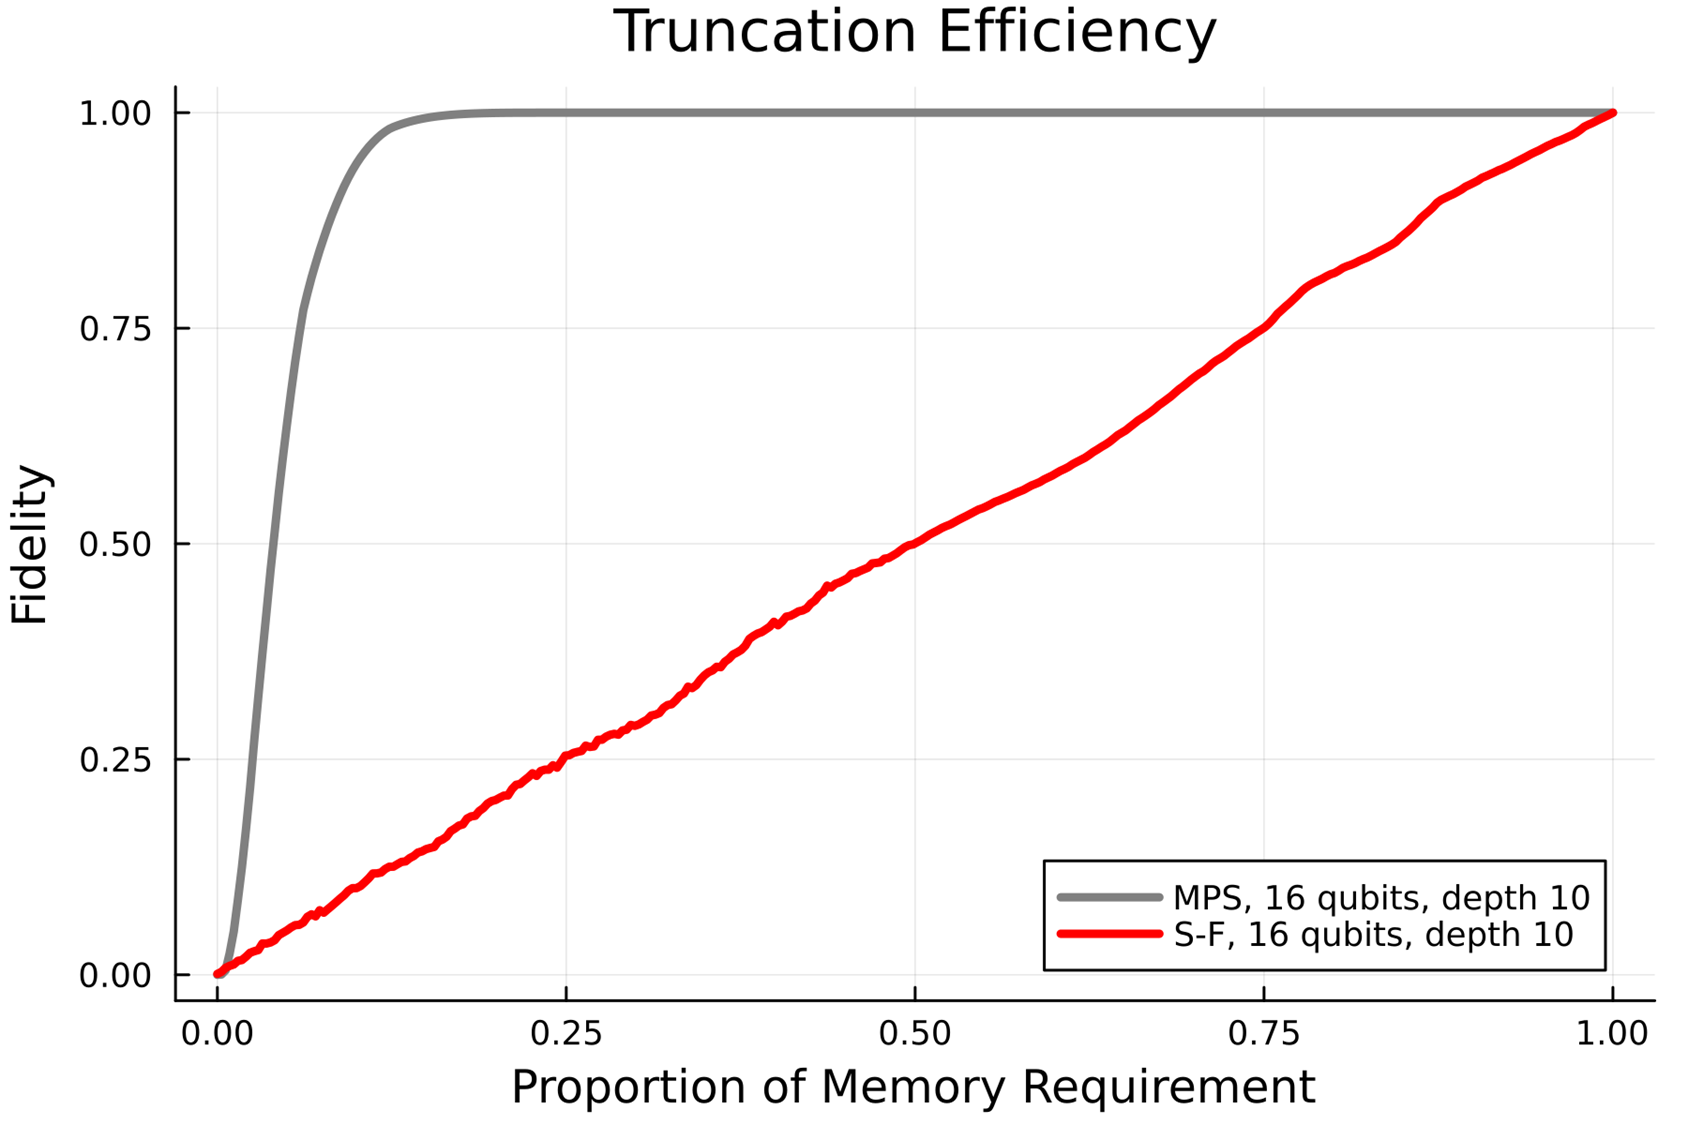 Truncation Efficiency
1.00
0.75
0.50
0.25
0.00
Fidelity
MPS, 16 qubits, depth 10
S-F, 16 qubits, depth 10
0.00 0.25 0.50 0.75 1.00
Proportion of Memory Requirement